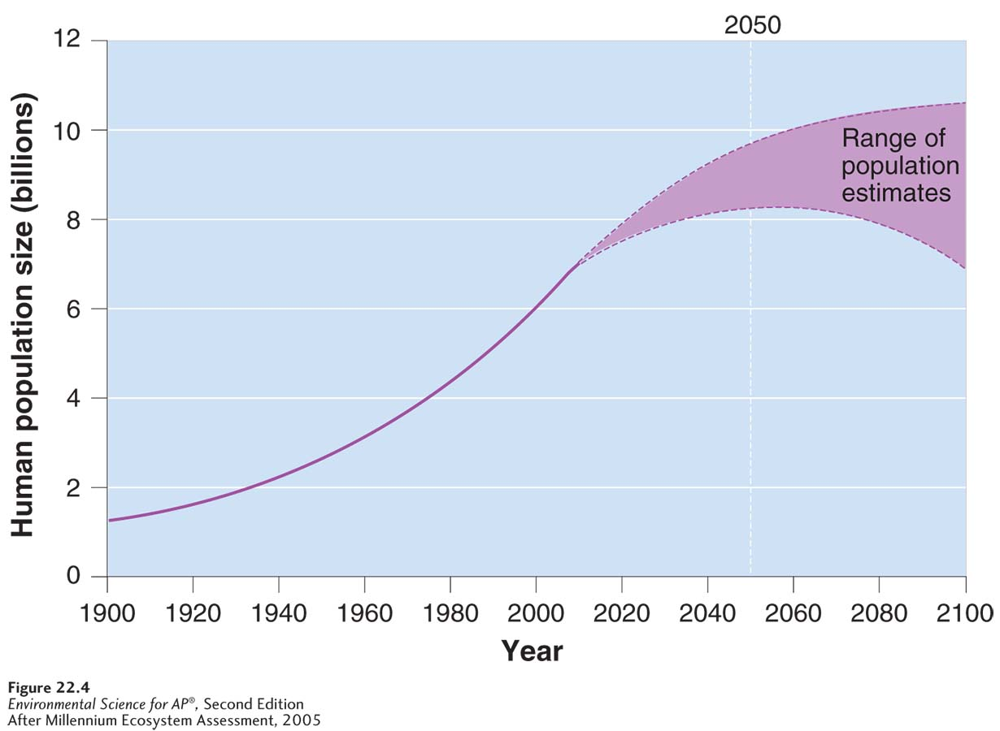 2050
12
10
8
6
4
2
0
Human population size (billions)
Range of
population
estimates
1900 1920 1940 1960 1980 2000 2020 2040 2060 2080 2100
Year
Figure 22.4
Environmental Science for AP®, Second Edition
After Millennium Ecosystem Assessment, 2005